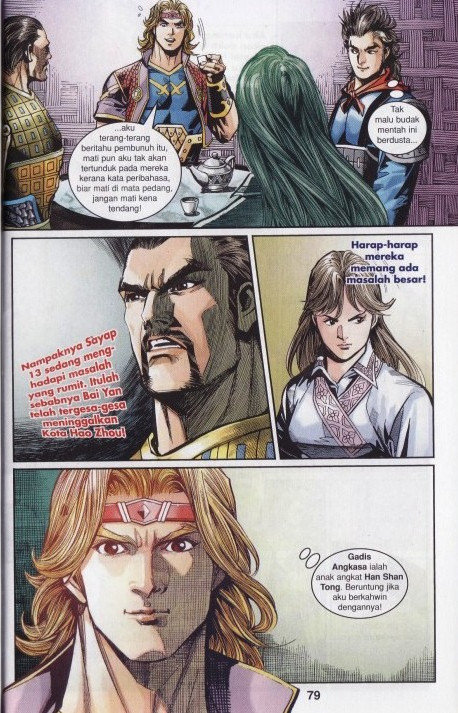 ...aku
terang-terang
beritahu pembunuh itu,
mati pun aku tak akan
tertunduk pada mereka
kerana kata peribahasa,
biar mati di mata pedang,
jangan mati kena
tendang!
Tak
malu budak
mentah ini
berdusta...
Nampaknya Sayap
13 sedang meng-
hadapi masalah
yang rumit. Itulah
sebabnya Bai Yan
telah tergesa-gesa
meninggalkan
Kota Hao Zhou!
Harap-harap
mereka
memang ada
masalah besar!
Gadis
Angkasa ialah
anak angkat Han Shan
Tong. Beruntung jika
aku berkahwin
dengannya!
79